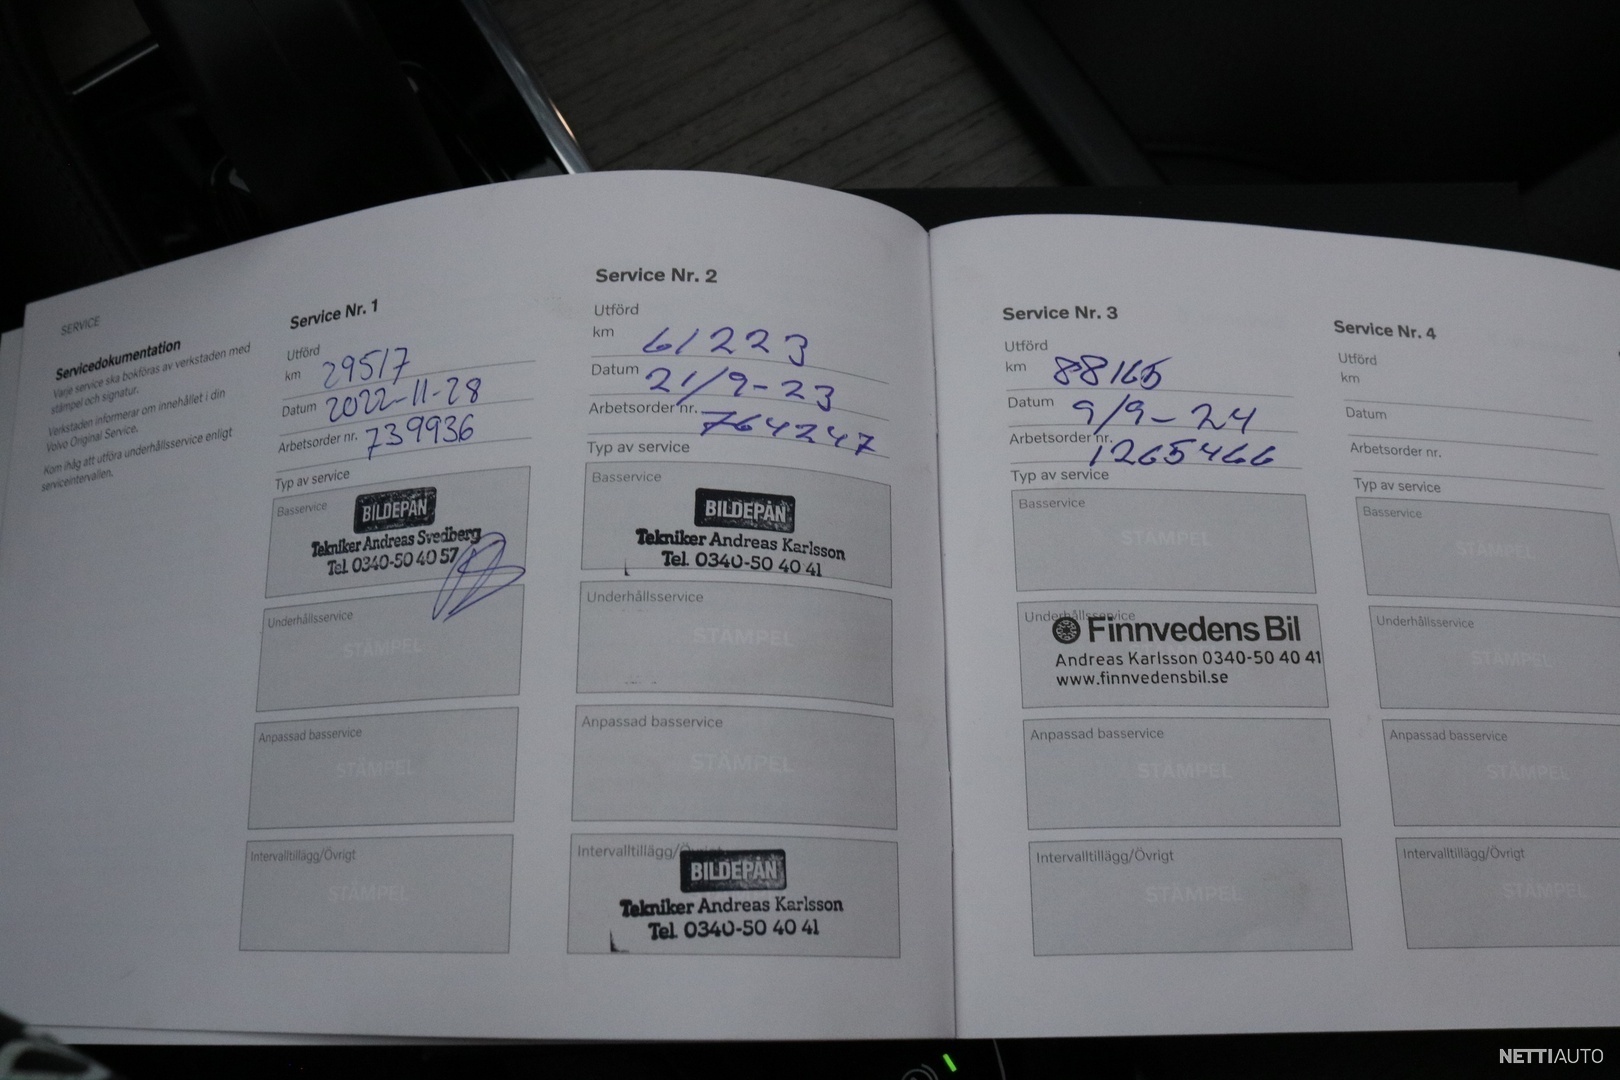 SERVICE
Servicedokumentation
Varje service ska bokföras av verkstaden med
stämpel och signatur.
Verkstaden informerar om innehållet i din
Volvo Original Service.
Kom ihåg att utföra underhållsservice enligt
serviceintervallen.
Service Nr. 1
Utförd
km 29517
Datum 2022-11-28
Arbetsorder nr. 739936
Typ av service
Basservice
BILDEPÅN
Tekniker Andreas Svedberg
Tel. 0340-50 40 57
Underhållsservice
STÄMPEL
Anpassad basservice
STÄMPEL
Intervalltillägg/Övrigt
STÄMPEL
Service Nr. 2
Utförd
km 61223
Datum 21/9-23
Arbetsorder nr. 764247
Typ av service
Basservice
BILDEPÅN
Tekniker Andreas Karlsson
Tel. 0340-50 40 41
Underhållsservice
STÄMPEL
Anpassad basservice
STÄMPEL
Intervalltillägg/Övrigt
BILDEPÅN
Tekniker Andreas Karlsson
Tel. 0340-50 40 41
Service Nr. 3
Utförd
km 88165
Datum 9/9-24
Arbetsorder nr. 1265466
Typ av service
Basservice
STÄMPEL
Underhållsservice
Finnvedens Bil
Andreas Karlsson 0340-50 40 41
www.finnvedensbil.se
Anpassad basservice
STÄMPEL
Intervalltillägg/Övrigt
STÄMPEL
Service Nr. 4
Utförd
km
Datum
Arbetsorder nr.
Typ av service
Basservice
STÄMPEL
Underhållsservice
STÄMPEL
Anpassad basservice
STÄMPEL
Intervalltillägg/Övrigt
STÄMPEL
NETTIAUTO